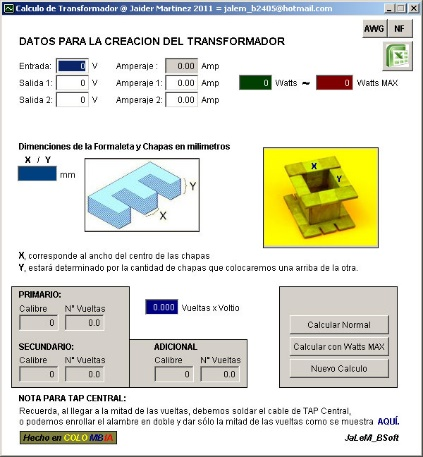 Calculo de Transformador @ Jaider Martinez 2011 = jalem_b2405@hotmail.com
AWG NF
DATOS PARA LA CREACION DEL TRANSFORMADOR
Entrada: 0 V Amperaje : 0.00 Amp
Salida 1: 0 V Amperaje 1: 0.00 Amp 0 Watts ~ 0 Watts MAX
Salida 2: 0 V Amperaje 2: 0.00 Amp
Dimenciones de la Formaleta y Chapas en milimetros
X / Y
mm
Y
X
X
Y
X, corresponde al ancho del centro de las chapas
Y, estará determinado por la cantidad de chapas que colocaremos una arriba de la otra.
PRIMARIO:
Calibre N° Vueltas
0 0.0
0.000 Vueltas x Voltio
SECUNDARIO:
Calibre N° Vueltas
0 0.0
ADICIONAL
Calibre N° Vueltas
0 0.0
Calcular Normal
Calcular con Watts MAX
Nuevo Calculo
NOTA PARA TAP CENTRAL:
Recuerda, al llegar a la mitad de las vueltas, debemos soldar el cable de TAP Central,
o podemos enrollar el alambre en doble y dar sólo la mitad de las vueltas como se muestra AQUÍ.
Hecho en COLOMBIA
JaLeM_BSoft